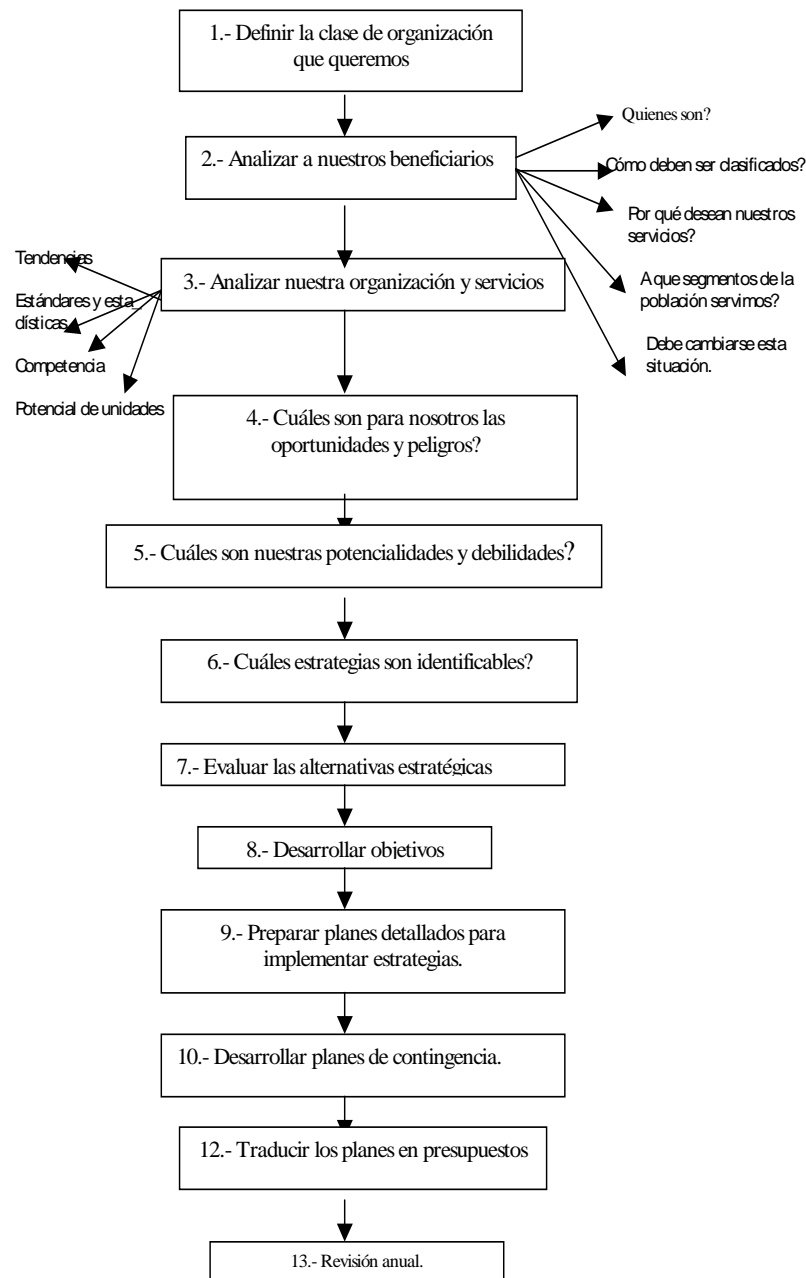 1.- Definir la clase de organización
que queremos
2.- Analizar a nuestros beneficiarios
Quienes son?
Cómo deben ser clasificados?
Por qué desean nuestros
servicios?
A que segmentos de la
población servimos?
Debe cambiarse esta
situación.
3.- Analizar nuestra organización y servicios
Tendencias
Estándares y esta_
dísticas
Competencia
Potencial de unidades
4.- Cuáles son para nosotros las
oportunidades y peligros?
5.- Cuáles son nuestras potencialidades y debilidades?
6.- Cuáles estrategias son identificables?
7.- Evaluar las alternativas estratégicas
8.- Desarrollar objetivos
9.- Preparar planes detallados para
implementar estrategias.
10.- Desarrollar planes de contingencia.
12.- Traducir los planes en presupuestos
13.- Revisión anual.